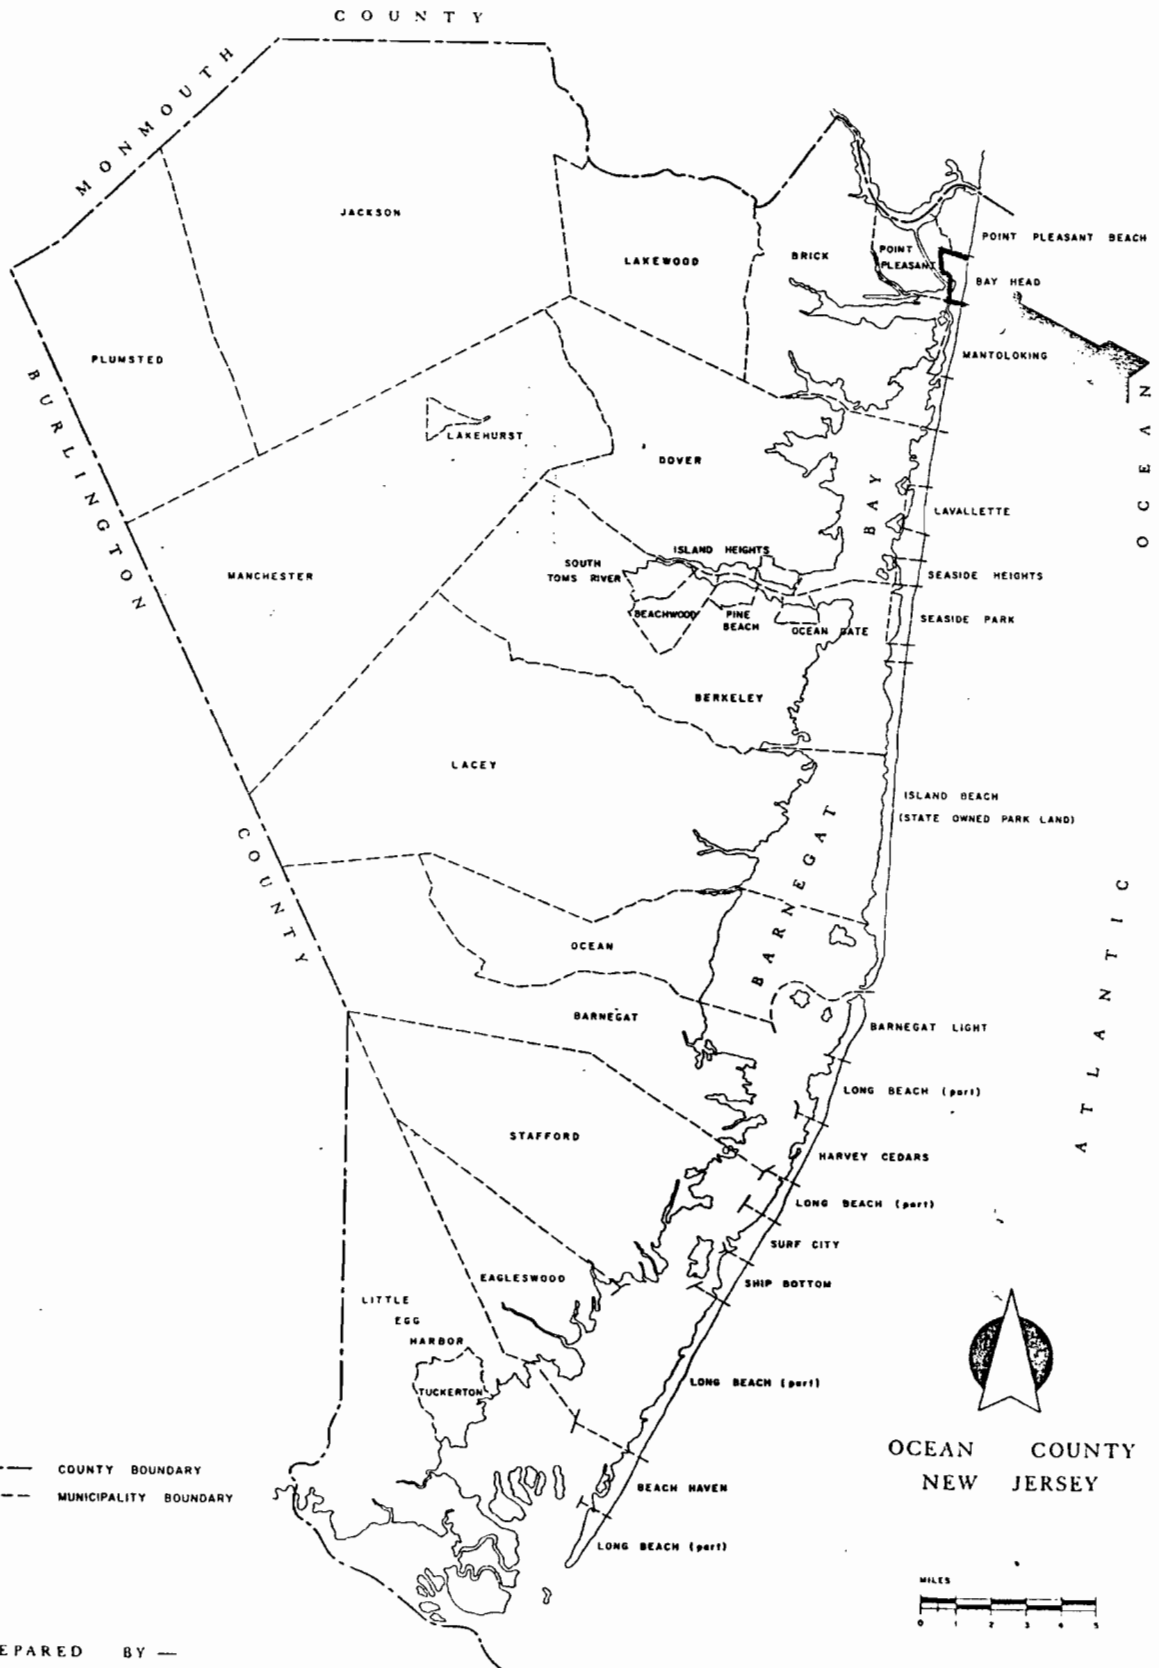 COUNTY
MONMOUTH
JACKSON
LAKEWOOD
BRICK
POINT
PLEASANT
POINT PLEASANT BEACH
BAY HEAD
MANTOLOKING
PLUMSTED
BURLINGTON
COUNTY
LAKEHURST
DOVER
BAY
OCEAN
LAVALLETTE
MANCHESTER
SOUTH
TOMS RIVER
ISLAND HEIGHTS
BEACHWOOD
PINE
BEACH
OCEAN GATE
SEASIDE HEIGHTS
SEASIDE PARK
BERKELEY
LACEY
ISLAND BEACH
(STATE OWNED PARK LAND)
BARNEGAT
ATLANTIC
OCEAN
BARNEGAT
BARNEGAT LIGHT
LONG BEACH (part)
STAFFORD
HARVEY CEDARS
LONG BEACH (part)
SURF CITY
EAGLESWOOD
SHIP BOTTOM
LITTLE
EGG
HARBOR
TUCKERTON
LONG BEACH (part)
BEACH HAVEN
LONG BEACH (part)
COUNTY BOUNDARY
MUNICIPALITY BOUNDARY
OCEAN COUNTY
NEW JERSEY
MILES
0 1 2 3 4 5
EPARED BY —